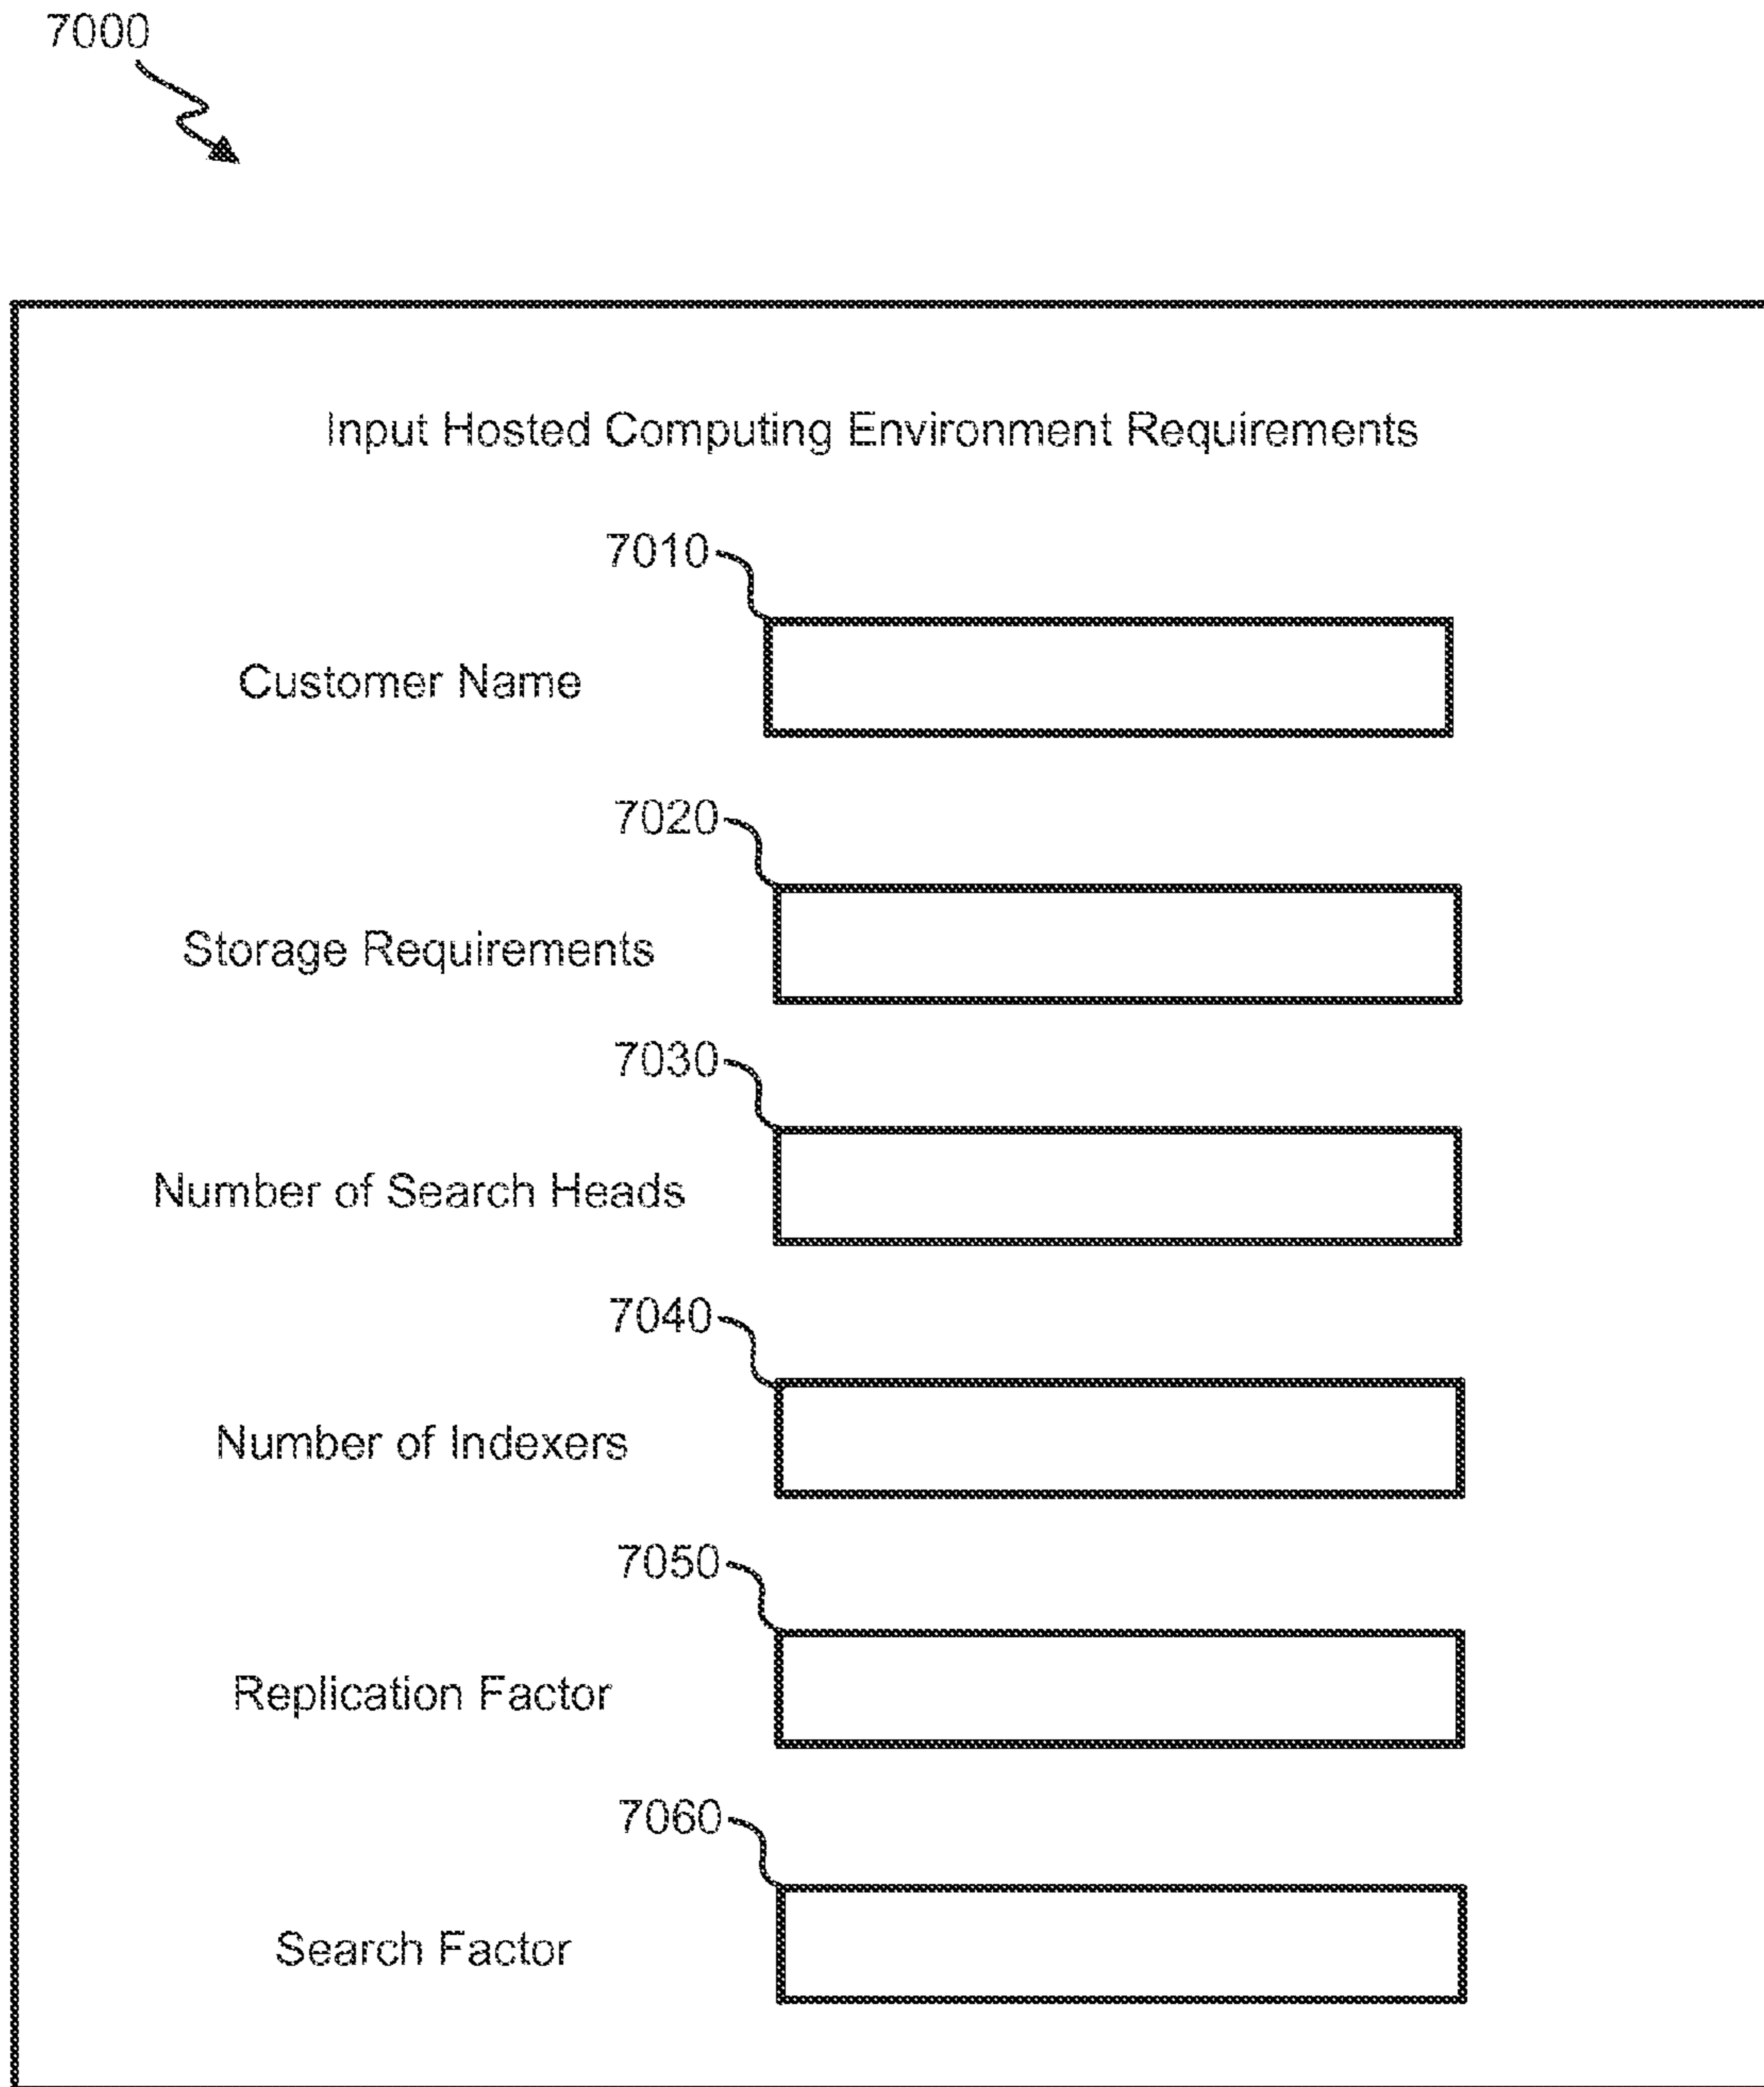 7000
Input Hosted Computing Environment Requirements
7010
Customer Name
7020
Storage Requirements
7030
Number of Search Heads
7040
Number of Indexers
7050
Replication Factor
7060
Search Factor